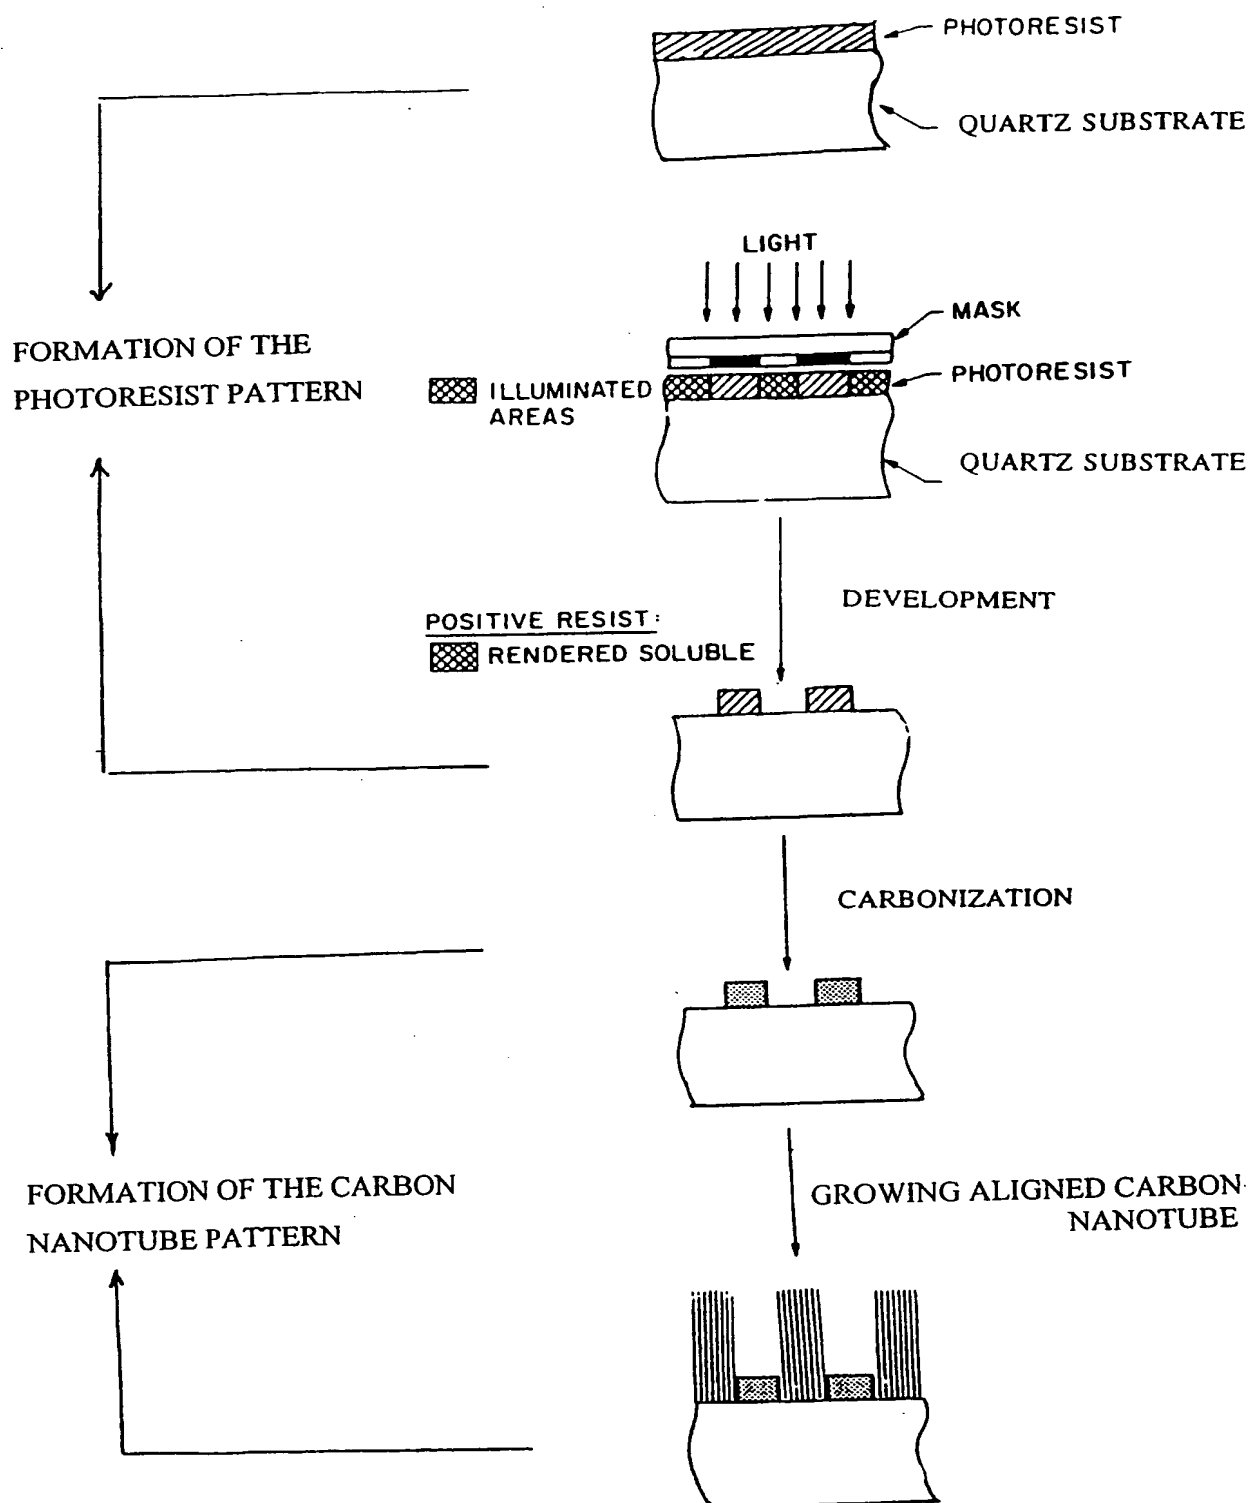 PHOTORESIST
QUARTZ SUBSTRATE
LIGHT
MASK
FORMATION OF THE
PHOTORESIST PATTERN
ILLUMINATED
AREAS
PHOTORESIST
QUARTZ SUBSTRATE
DEVELOPMENT
POSITIVE RESIST:
RENDERED SOLUBLE
CARBONIZATION
FORMATION OF THE CARBON
NANOTUBE PATTERN
GROWING ALIGNED CARBON
NANOTUBE